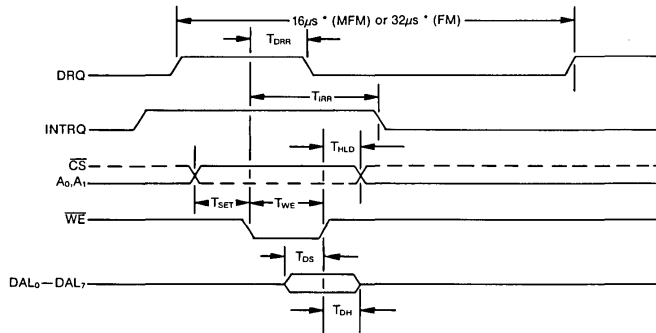 16μs * (MFM) or 32μs * (FM)
TDRR
DRQ
TIRR
INTRQ
THLD
CS
A0,A1
TSET
TWE
WE
TDS
DAL0—DAL7
TDH